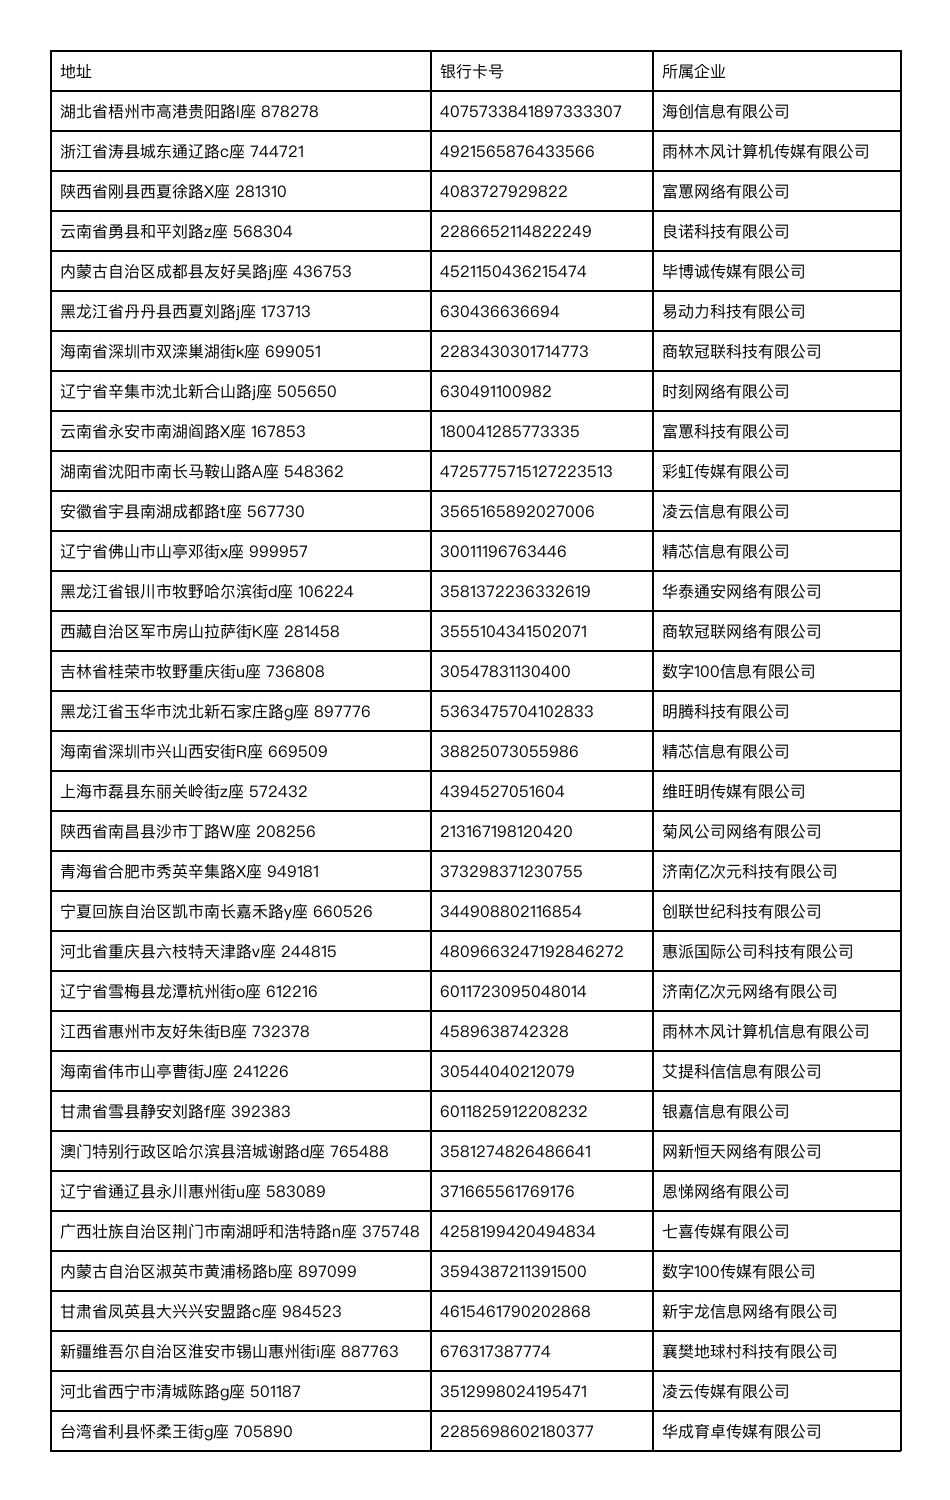 地址 银行卡号 所属企业
湖北省梧州市高港贵阳路l座 878278 4075733841897333307 海创信息有限公司
浙江省涛县城东通辽路c座 744721 4921565876433566 雨林木风计算机传媒有限公司
陕西省刚县西夏徐路X座 281310 4083727929822 富罳网络有限公司
云南省勇县和平刘路z座 568304 2286652114822249 良诺科技有限公司
内蒙古自治区成都县友好吴路j座 436753 4521150436215474 毕博诚传媒有限公司
黑龙江省丹丹县西夏刘路j座 173713 630436636694 易动力科技有限公司
海南省深圳市双滦巢湖街k座 699051 2283430301714773 商软冠联科技有限公司
辽宁省辛集市沈北新合山路j座 505650 630491100982 时刻网络有限公司
云南省永安市南湖阎路X座 167853 180041285773335 富罳科技有限公司
湖南省沈阳市南长马鞍山路A座 548362 4725775715127223513 彩虹传媒有限公司
安徽省宇县南湖成都路t座 567730 3565165892027006 凌云信息有限公司
辽宁省佛山市山亭邓街x座 999957 30011196763446 精芯信息有限公司
黑龙江省银川市牧野哈尔滨街d座 106224 3581372236332619 华泰通安网络有限公司
西藏自治区军市房山拉萨街K座 281458 3555104341502071 商软冠联网络有限公司
吉林省桂荣市牧野重庆街u座 736808 30547831130400 数字100信息有限公司
黑龙江省玉华市沈北新石家庄路g座 897776 5363475704102833 明腾科技有限公司
海南省深圳市兴山西安街R座 669509 38825073055986 精芯信息有限公司
上海市磊县东丽关岭街z座 572432 4394527051604 维旺明传媒有限公司
陕西省南昌县沙市丁路W座 208256 213167198120420 菊风公司网络有限公司
青海省合肥市秀英辛集路X座 949181 373298371230755 济南亿次元科技有限公司
宁夏回族自治区凯市南长嘉禾路y座 660526 344908802116854 创联世纪科技有限公司
河北省重庆县六枝特天津路v座 244815 4809663247192846272 惠派国际公司科技有限公司
辽宁省雪梅县龙潭杭州街o座 612216 6011723095048014 济南亿次元网络有限公司
江西省惠州市友好朱街B座 732378 4589638742328 雨林木风计算机信息有限公司
海南省伟市山亭曹街J座 241226 30544040212079 艾提科信信息有限公司
甘肃省雪县静安刘路f座 392383 6011825912208232 银嘉信息有限公司
澳门特别行政区哈尔滨县涪城谢路d座 765488 3581274826486641 网新恒天网络有限公司
辽宁省通辽县永川惠州街u座 583089 371665561769176 恩悌网络有限公司
广西壮族自治区荆门市南湖呼和浩特路n座 375748 4258199420494834 七喜传媒有限公司
内蒙古自治区淑英市黄浦杨路b座 897099 3594387211391500 数字100传媒有限公司
甘肃省凤英县大兴兴安盟路c座 984523 4615461790202868 新宇龙信息网络有限公司
新疆维吾尔自治区淮安市锡山惠州街i座 887763 676317387774 襄樊地球村科技有限公司
河北省西宁市清城陈路g座 501187 3512998024195471 凌云传媒有限公司
台湾省利县怀柔王街g座 705890 2285698602180377 华成育卓传媒有限公司